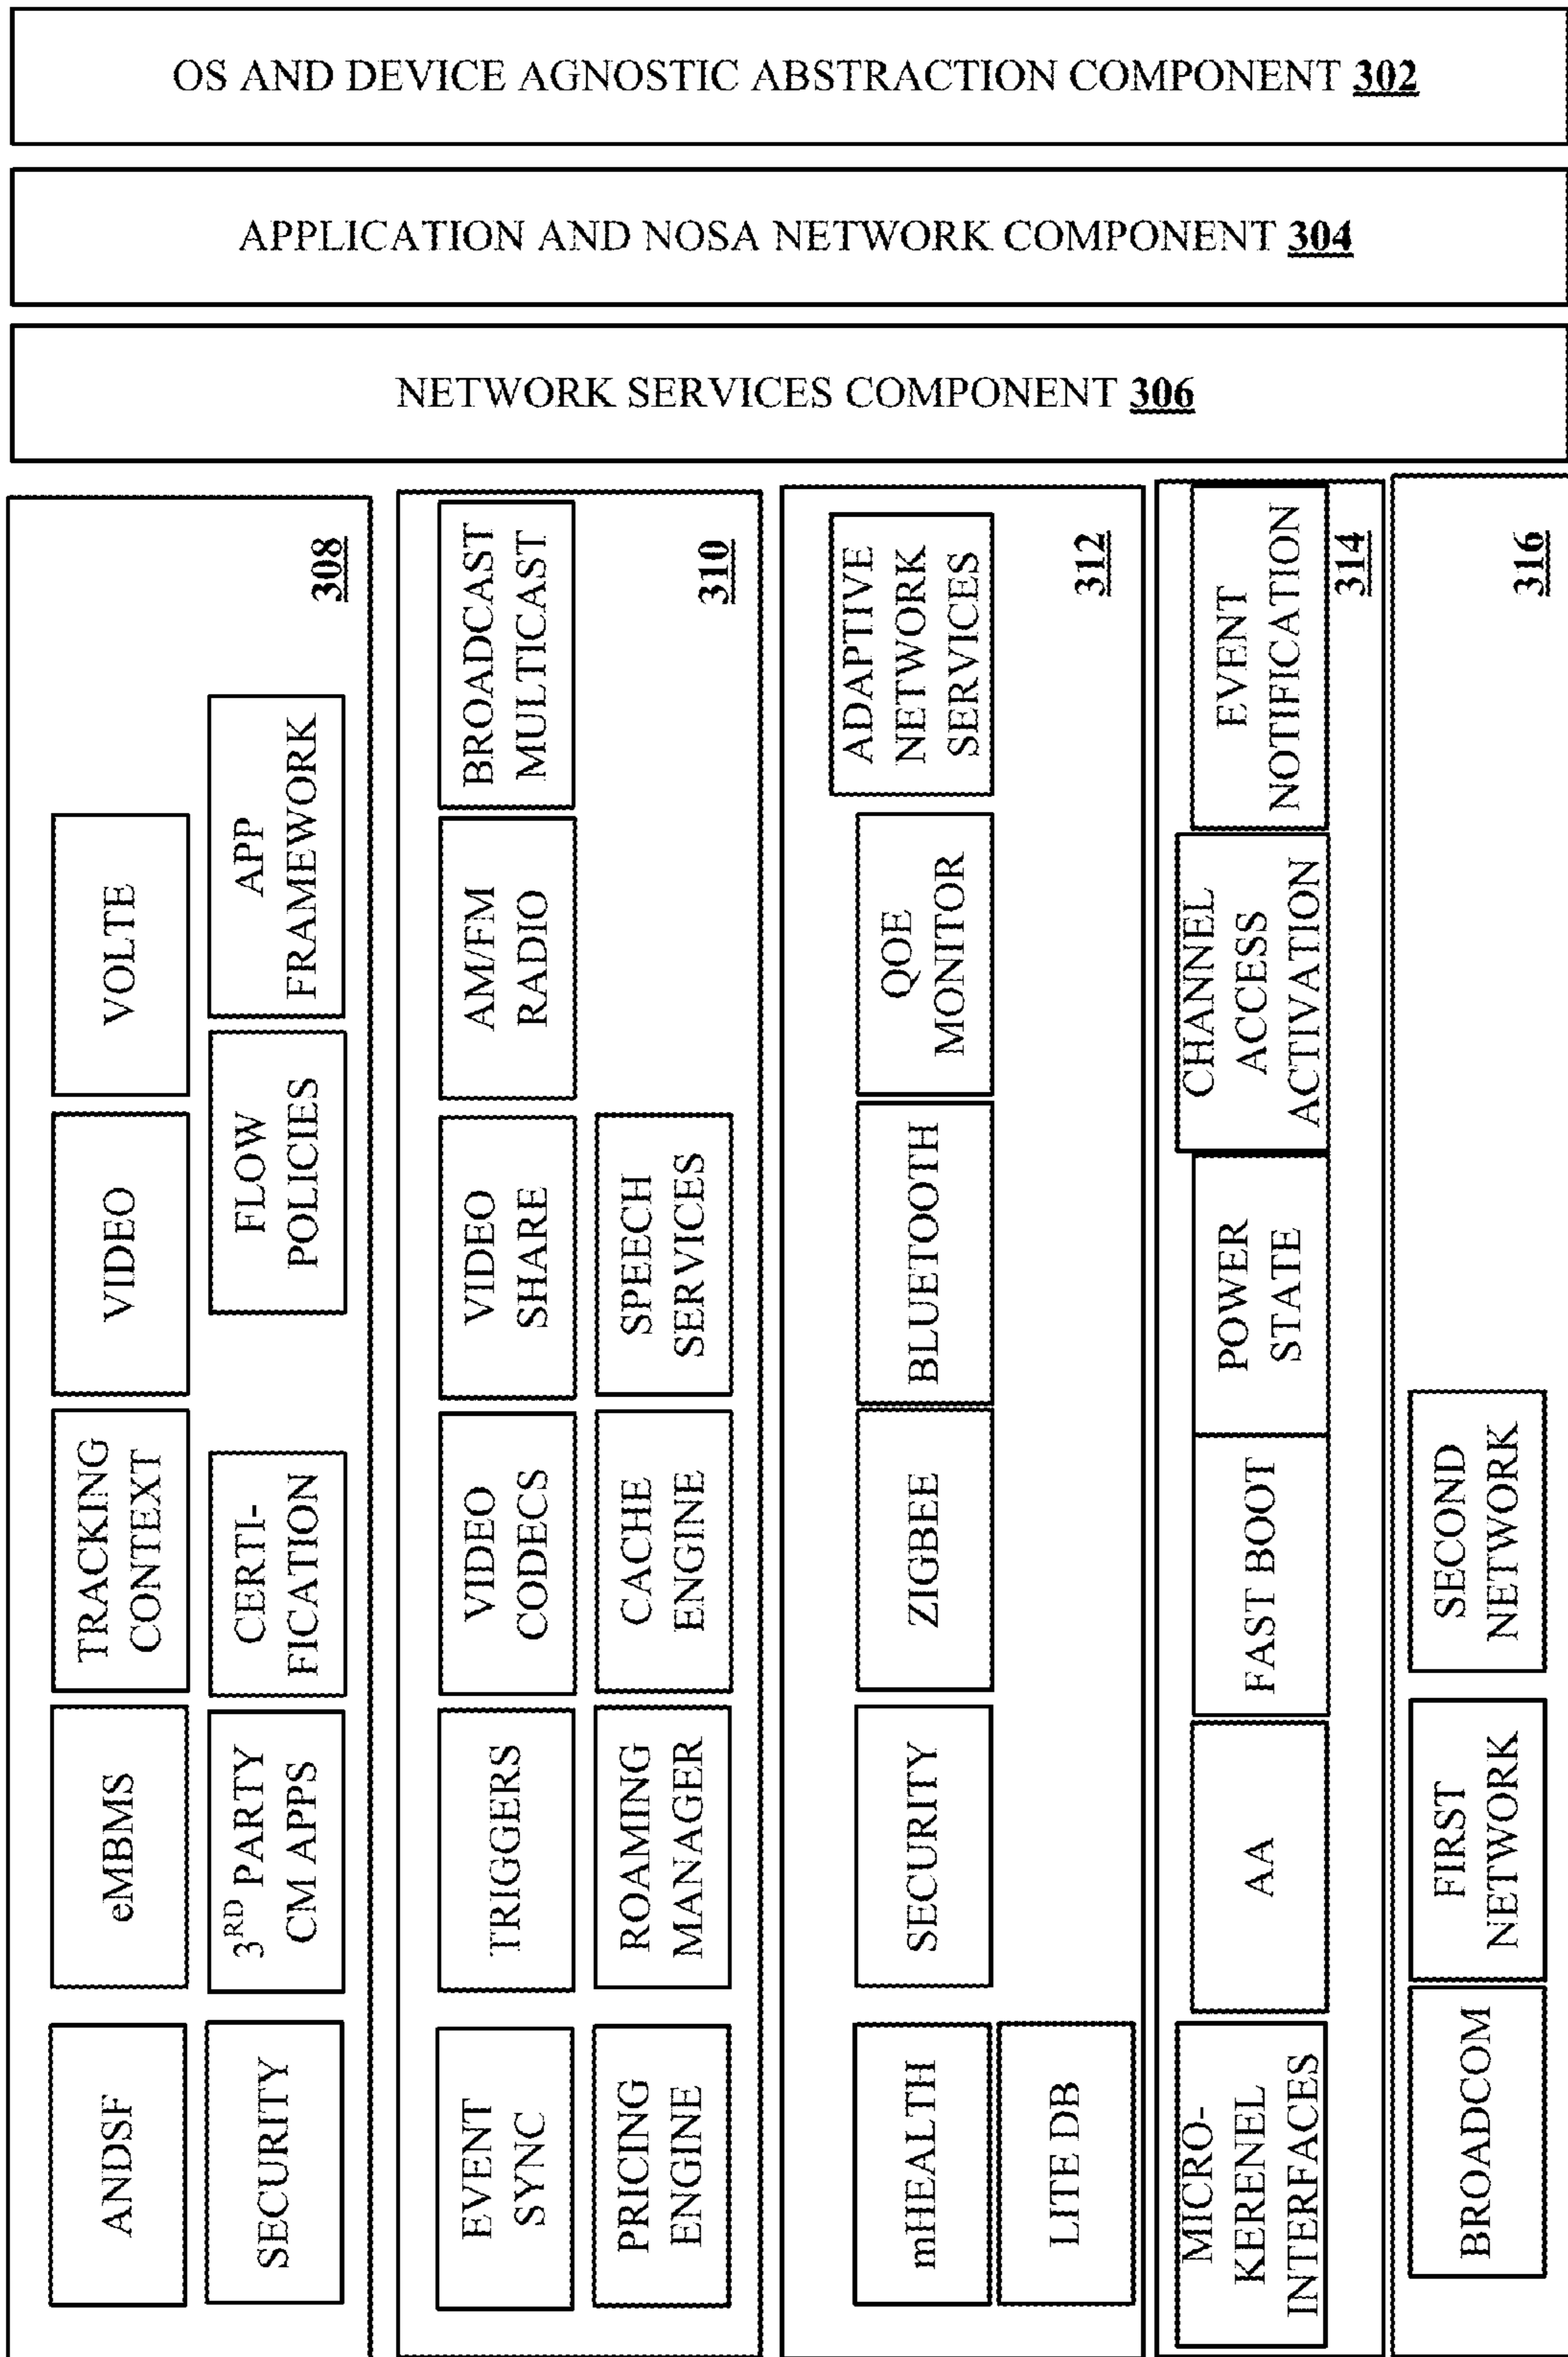 OS AND DEVICE AGNOSTIC ABSTRACTION COMPONENT 302
APPLICATION AND NOSA NETWORK COMPONENT 304
NETWORK SERVICES COMPONENT 306
ANDSF
eMBMS
TRACKING
CONTEXT
VIDEO
VOLTE
SECURITY
3RD PARTY
CM APPS
CERTI-
FICATION
FLOW
POLICIES
APP
FRAMEWORK
308
EVENT
SYNC
TRIGGERS
VIDEO
CODECS
VIDEO
SHARE
AM/FM
RADIO
BROADCAST
MULTICAST
PRICING
ENGINE
ROAMING
MANAGER
CACHE
ENGINE
SPEECH
SERVICES
310
mHEALTH
SECURITY
ZIGBEE
BLUETOOTH
QOE
MONITOR
ADAPTIVE
NETWORK
SERVICES
LITE DB
312
MICRO-
KERENEL
INTERFACES
AA
FAST BOOT
POWER
STATE
CHANNEL
ACCESS
ACTIVATION
EVENT
NOTIFICATION
314
BROADCOM
FIRST
NETWORK
SECOND
NETWORK
316